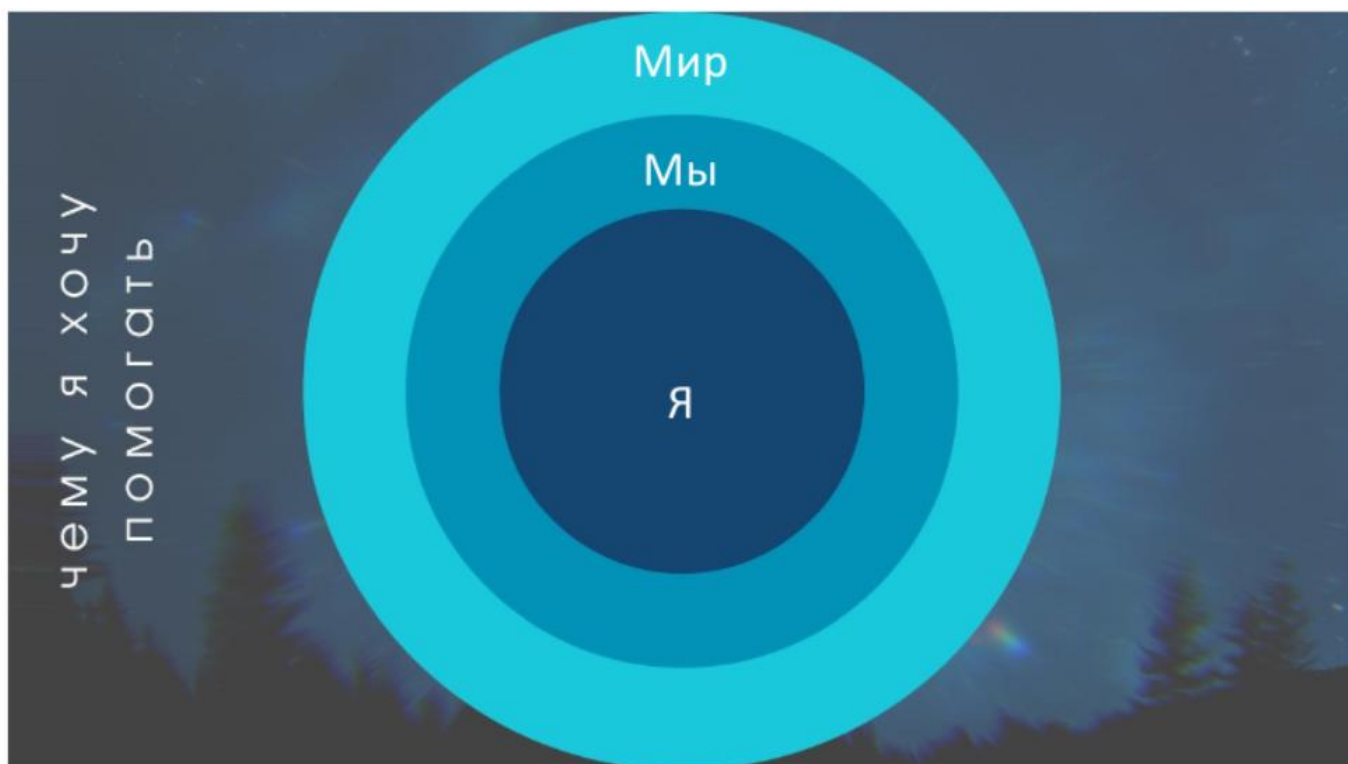 чему я хочу
помогать
Мир
Мы
Я